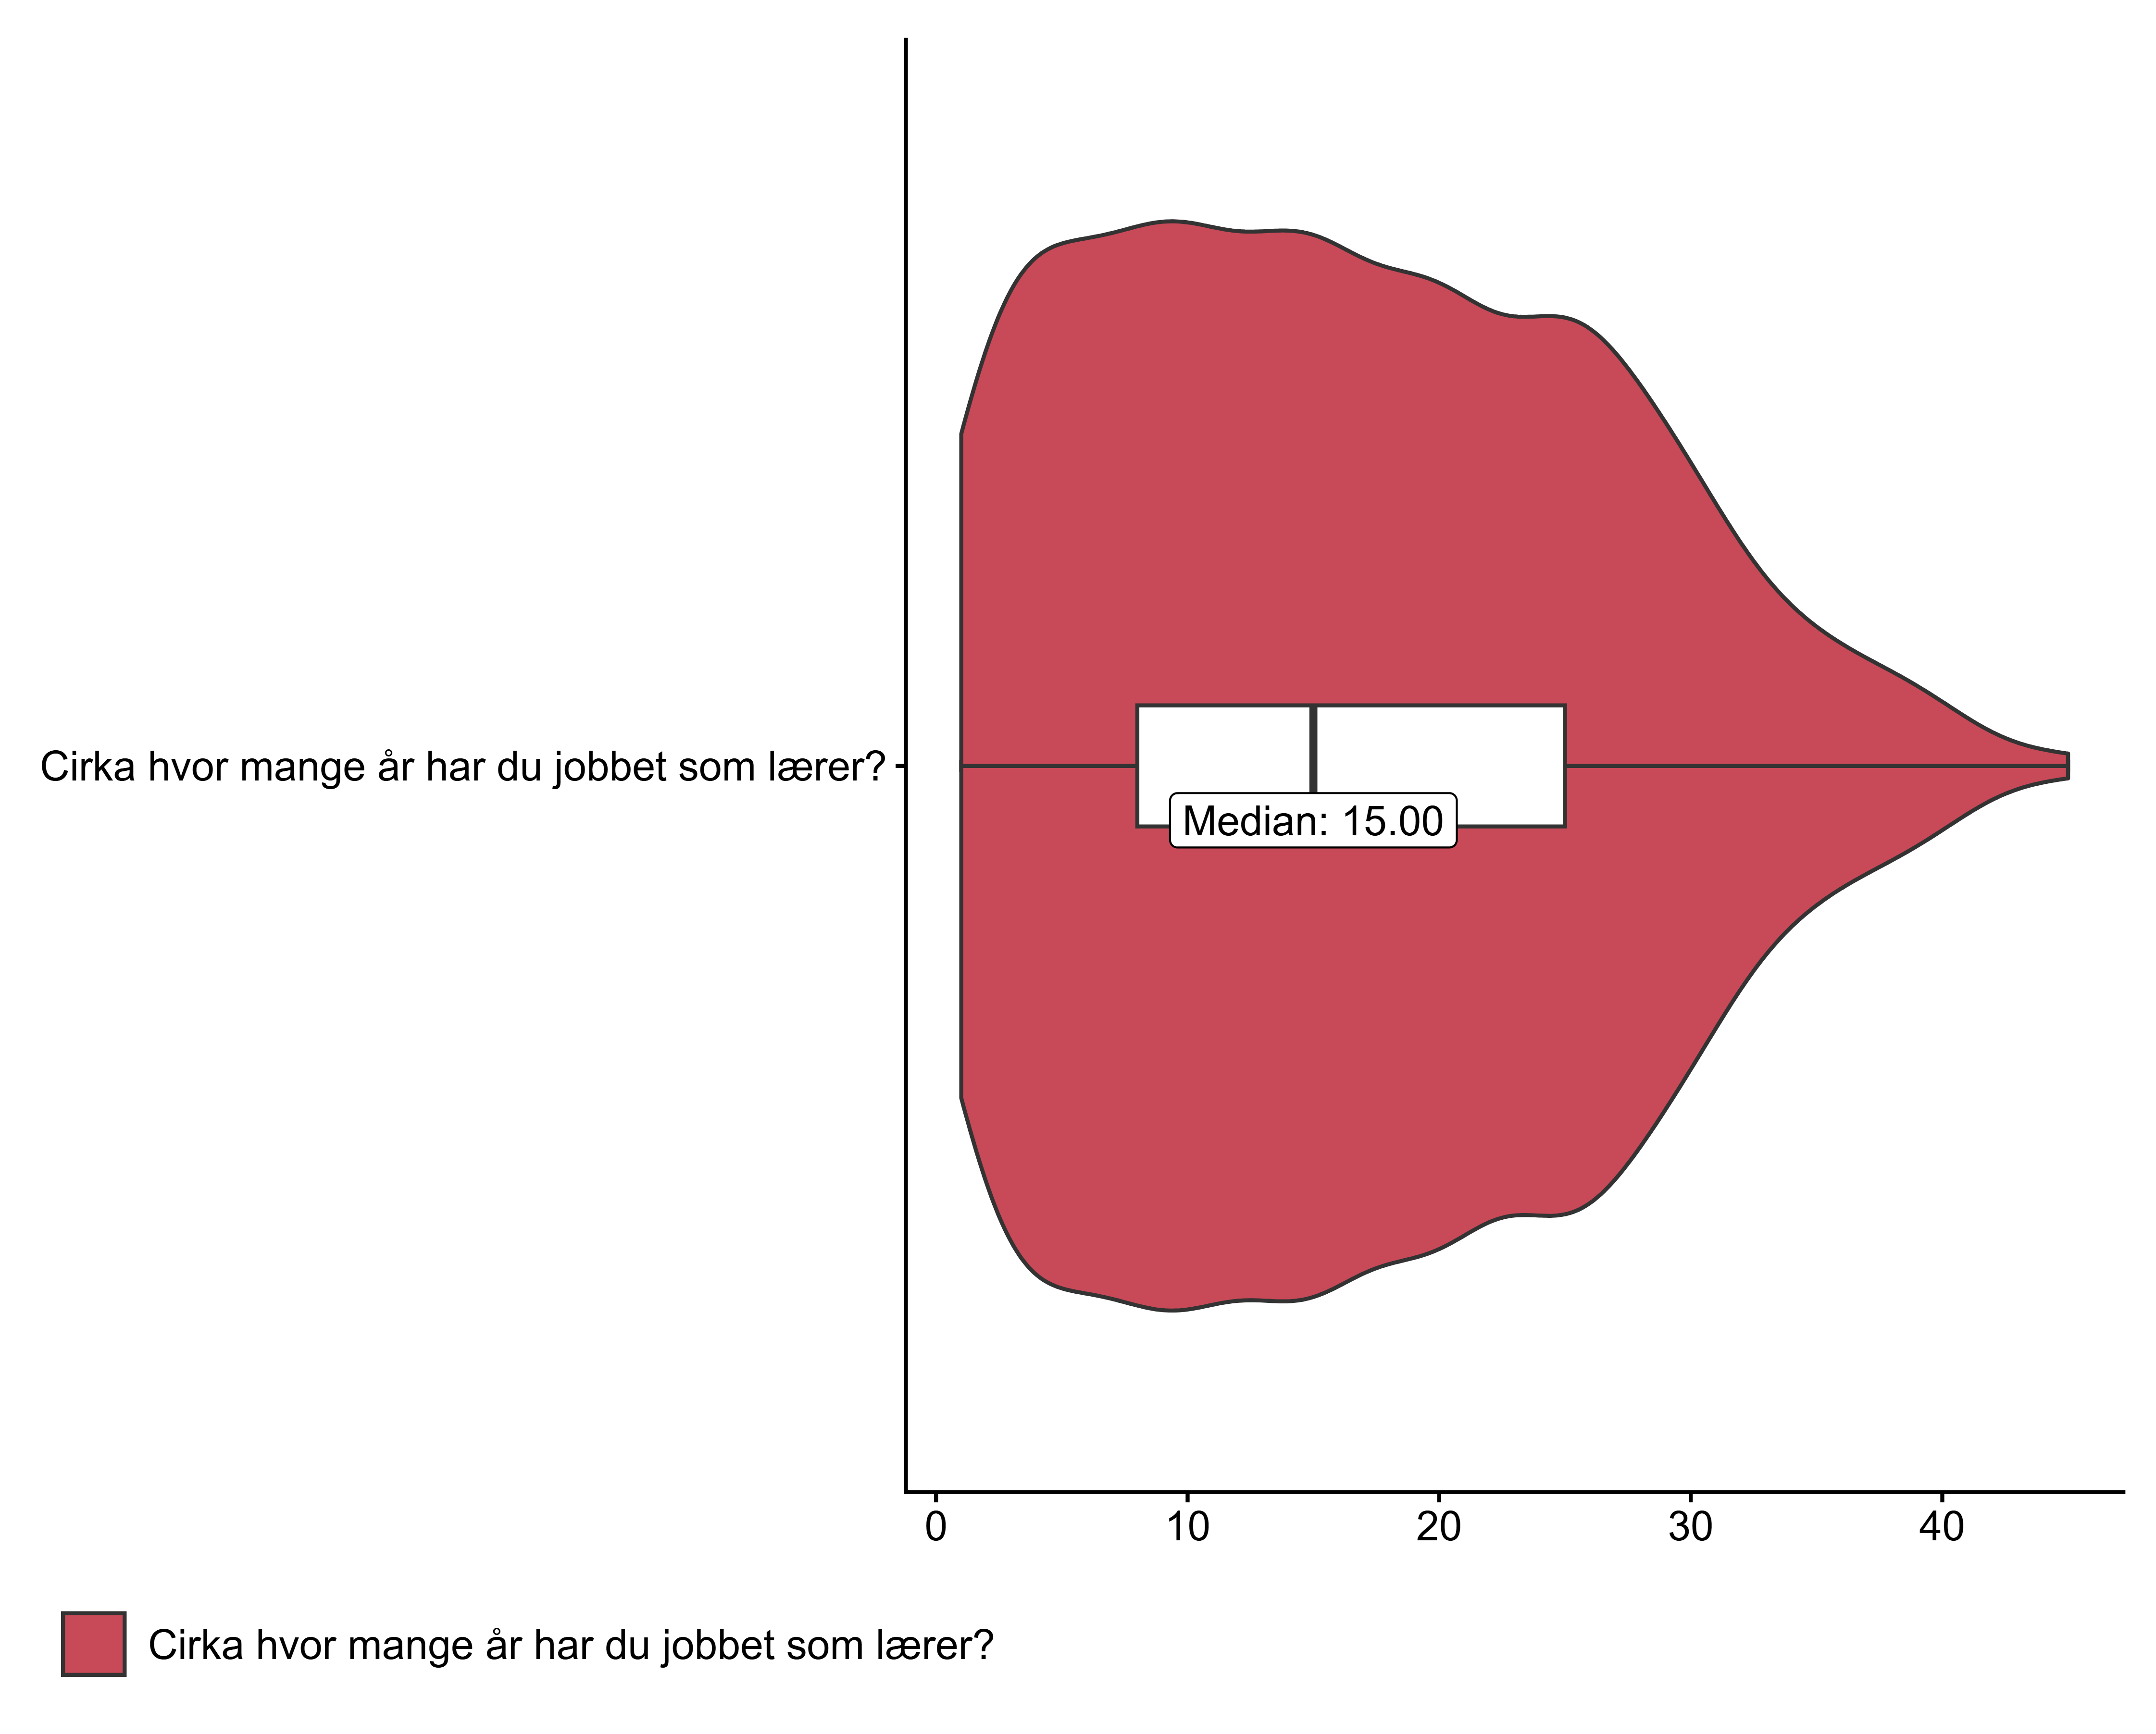 Cirka hvor mange år har du jobbet som lærer?
Median: 15.00
0 10 20 30 40
Cirka hvor mange år har du jobbet som lærer?